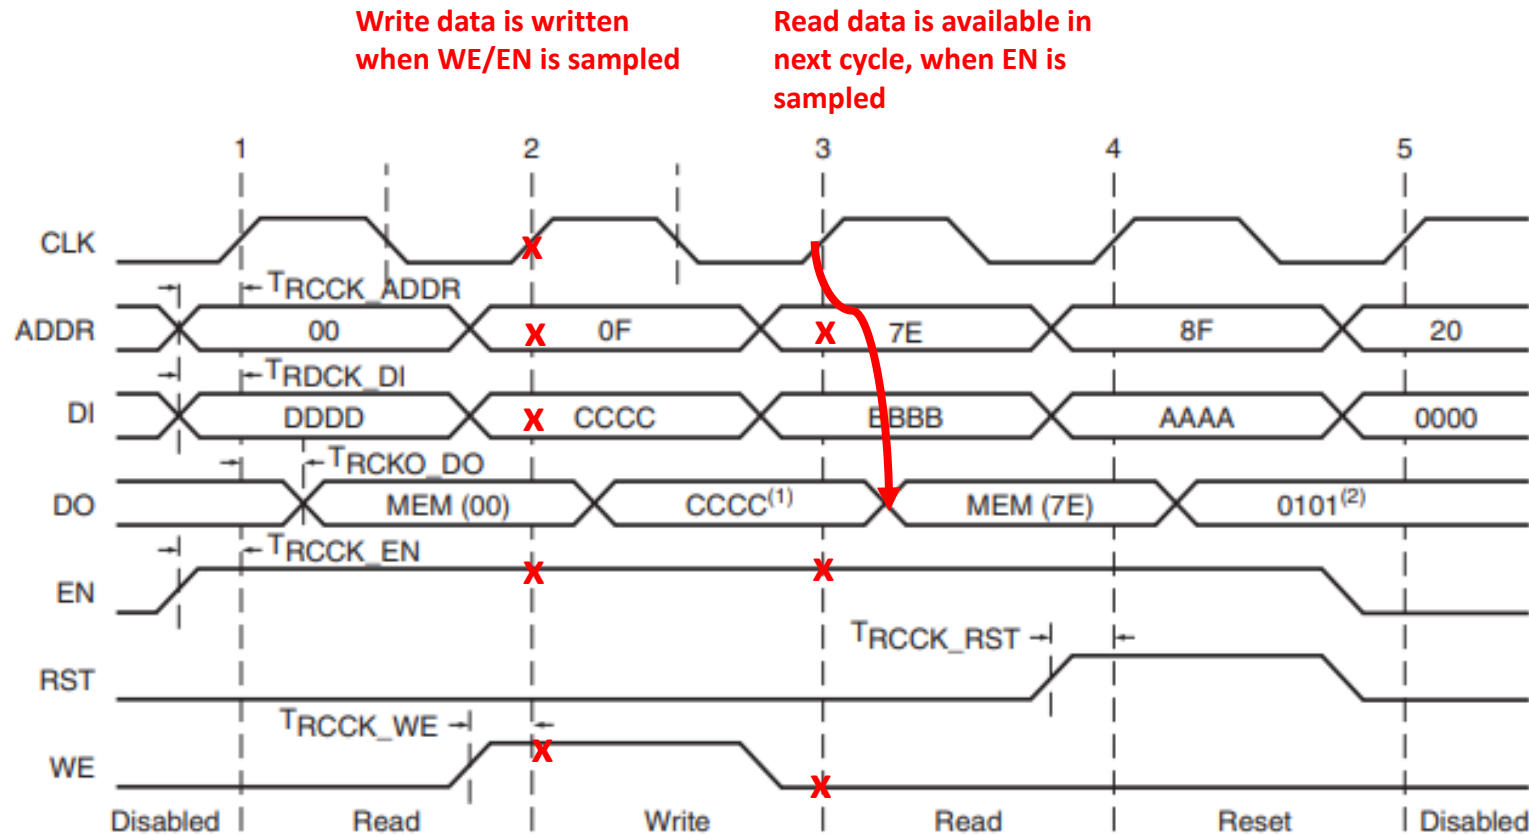 Write data is written
when WE/EN is sampled
Read data is available in
next cycle, when EN is
sampled
1 2 3 4 5
CLK X
TRCCK_ADDR
ADDR 00 X 0F X 7E 8F 20
TRDCK_DI
DI DDDD X CCCC BBBB AAAA 0000
TRCKO_DO
DO MEM (00) CCCC(1) MEM (7E) 0101(2)
TRCCK_EN
EN X X
TRCCK_RST
RST
TRCCK_WE
WE X X
Disabled Read Write Read Reset Disabled